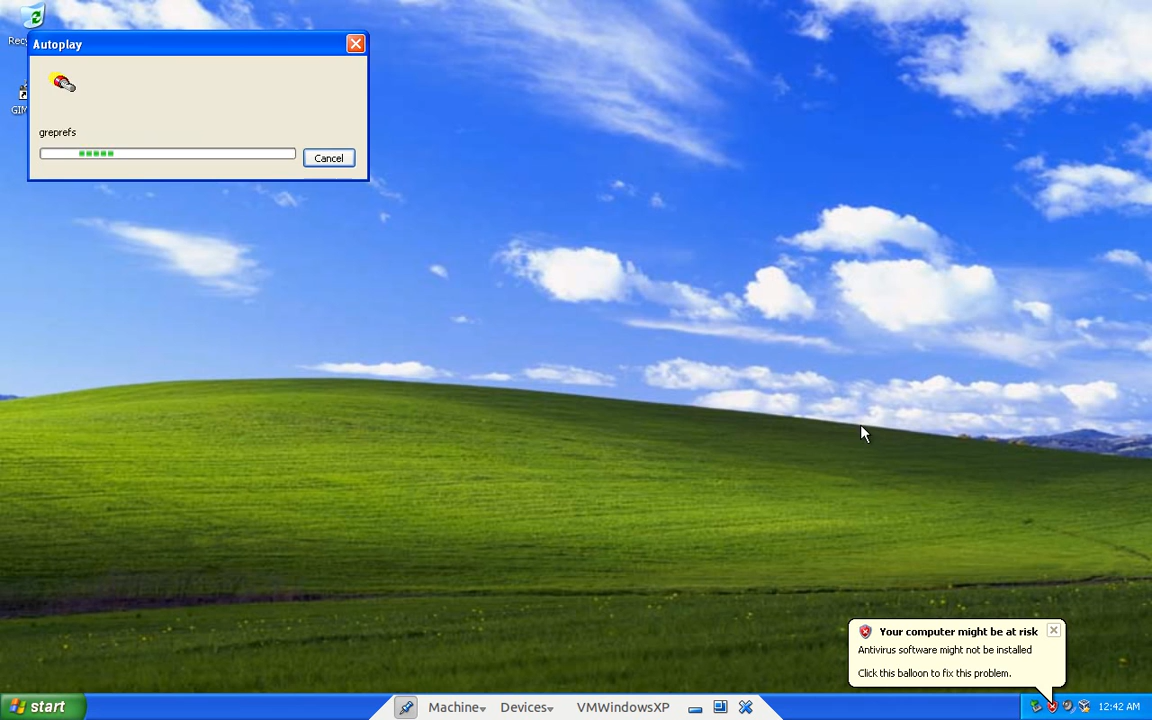 Autoplay
greprefs
Cancel
Your computer might be at risk
Antivirus software might not be installed
Click this balloon to fix this problem.
start
Machine
Devices
VMWindowsXP
12:42 AM